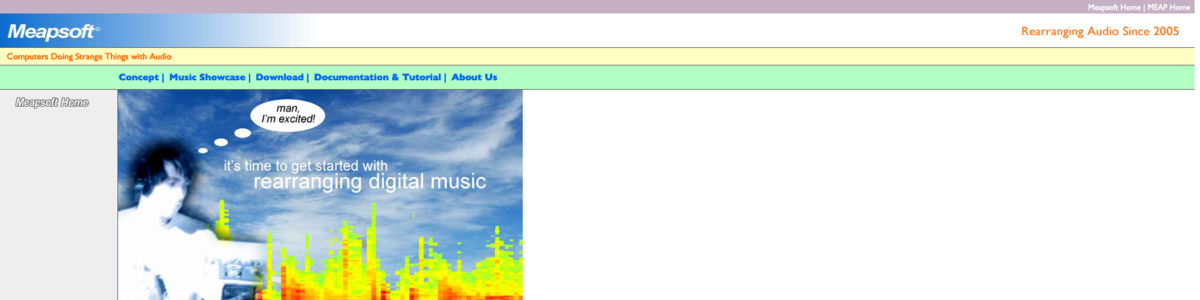 Meapsoft Home | MEAP Home
Meapsoft©
Rearranging Audio Since 2005
Computers Doing Strange Things with Audio
Concept | Music Showcase | Download | Documentation & Tutorial | About Us
Meapsoft Home
man,
I'm excited!
it's time to get started with
rearranging digital music